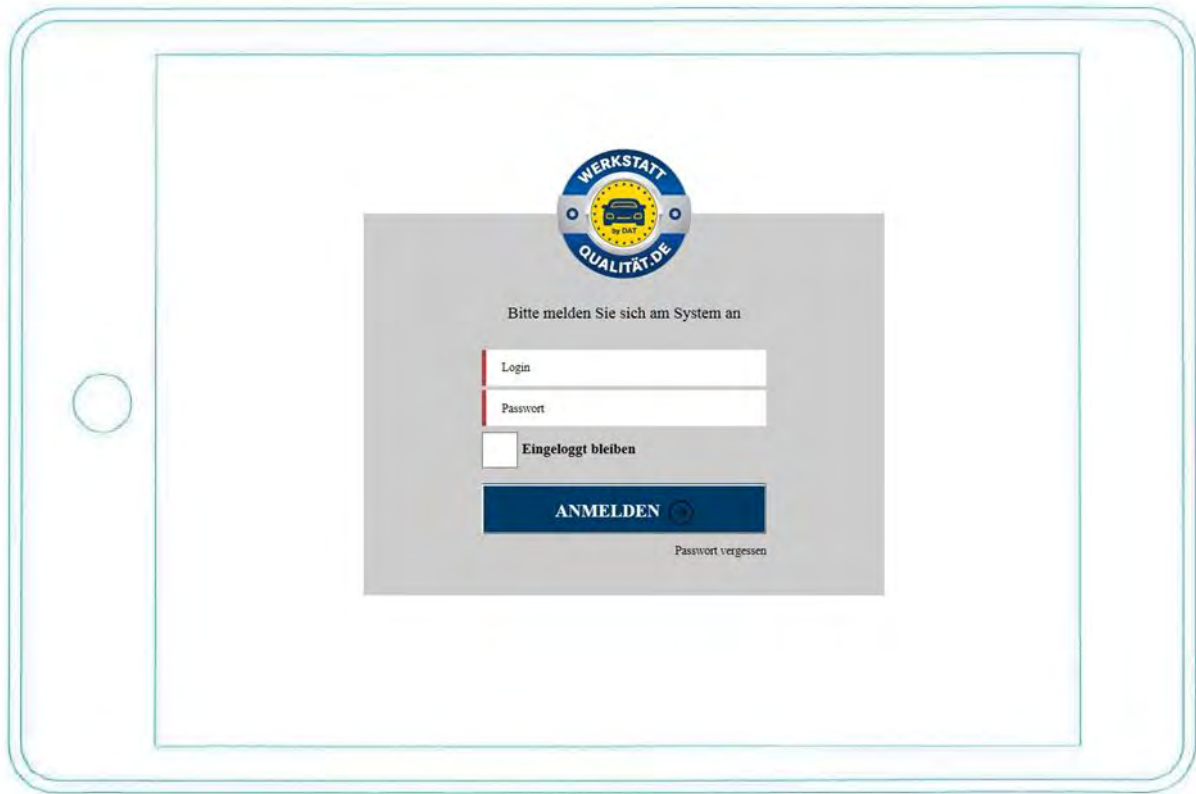 WERKSTATT
by DAT
QUALITÄT.DE
Bitte melden Sie sich am System an
Login
Passwort
Eingeloggt bleiben
ANMELDEN
Passwort vergessen